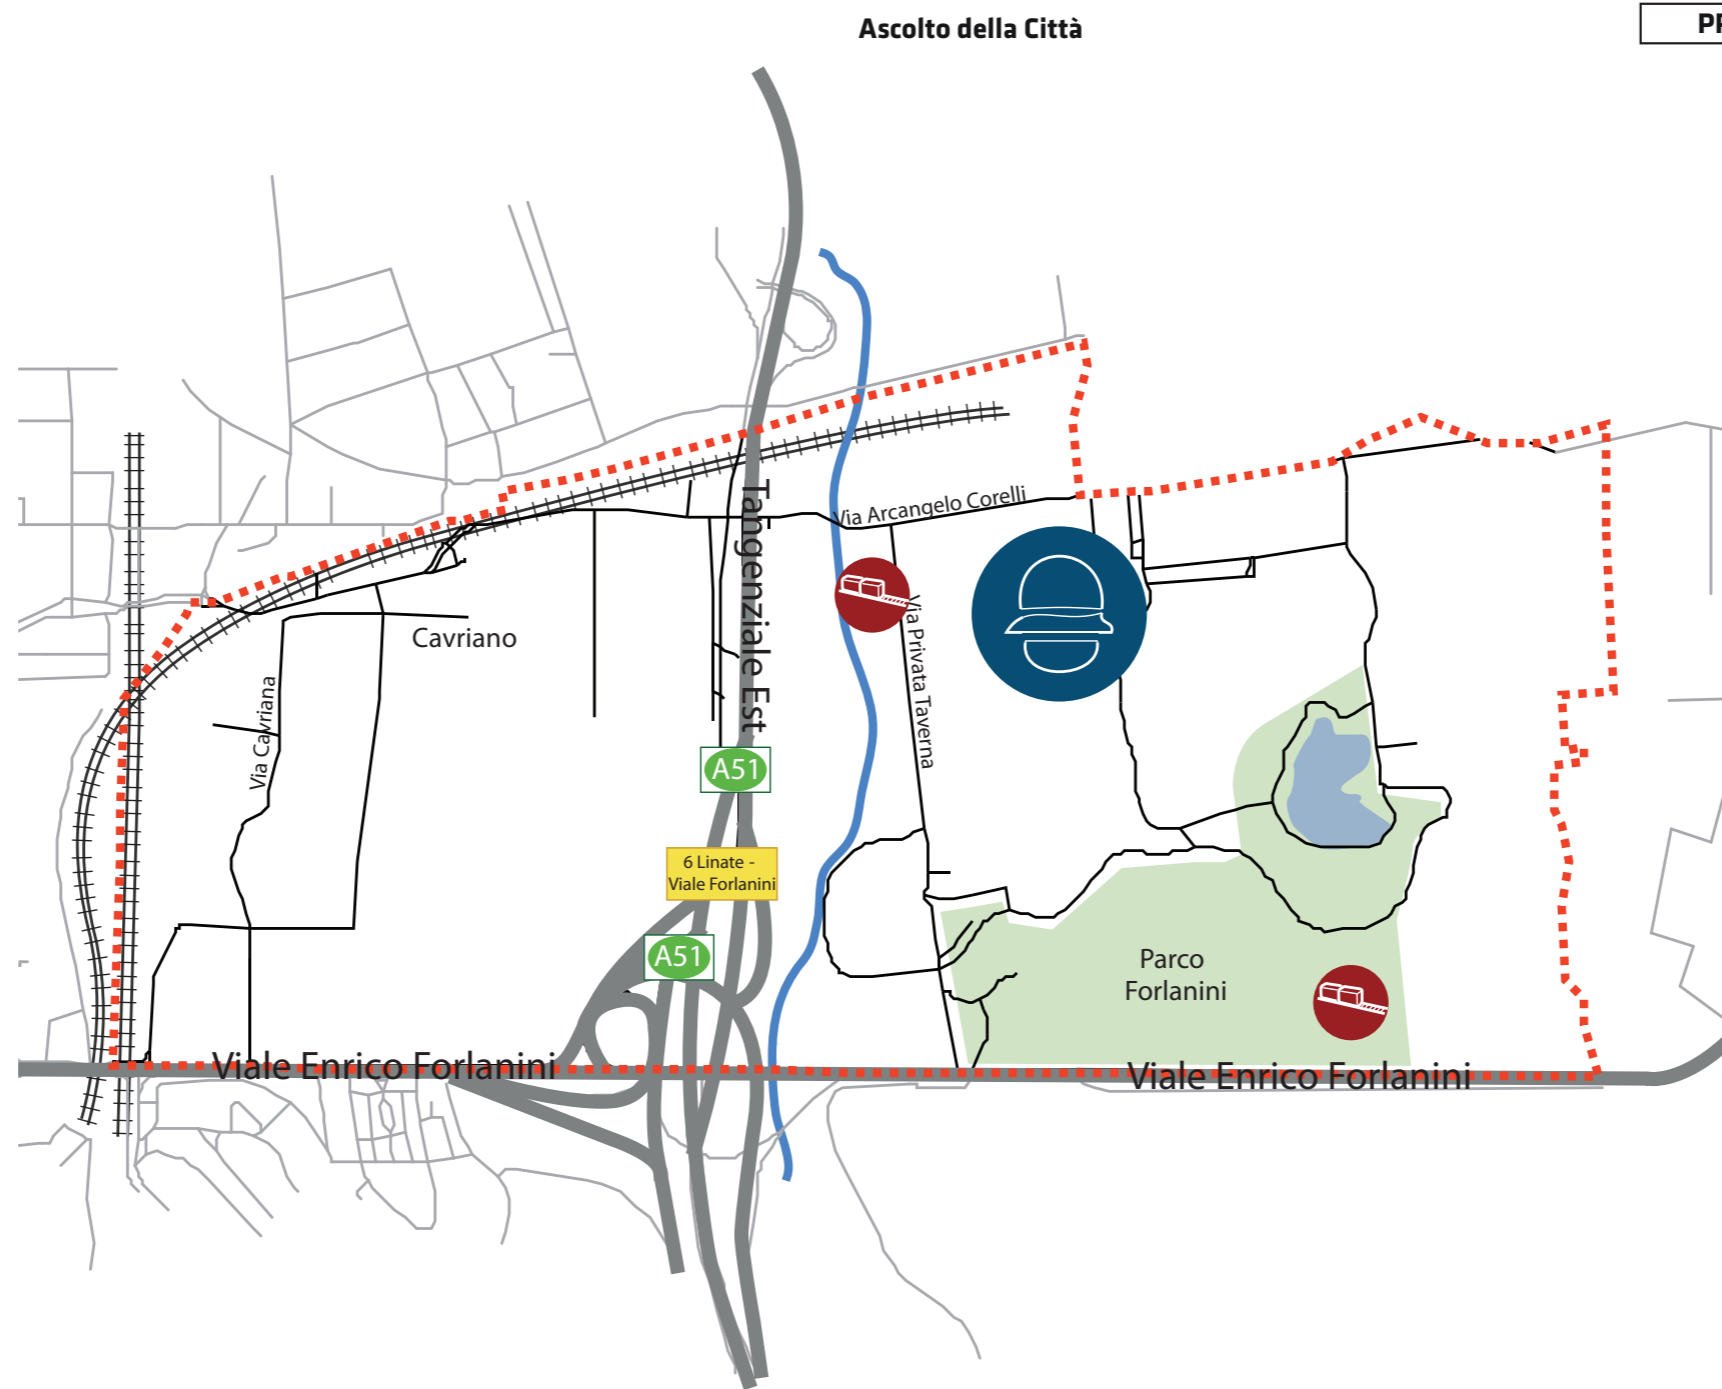 Ascolto della Città
Via Arcangelo Corelli
Tangenziale Est
Cavriano
Via Privata Taverna
Via Cavriana
A51
6 Linate -
Viale Forlanini
A51
Parco
Forlanini
Viale Enrico Forlanini
Viale Enrico Forlanini